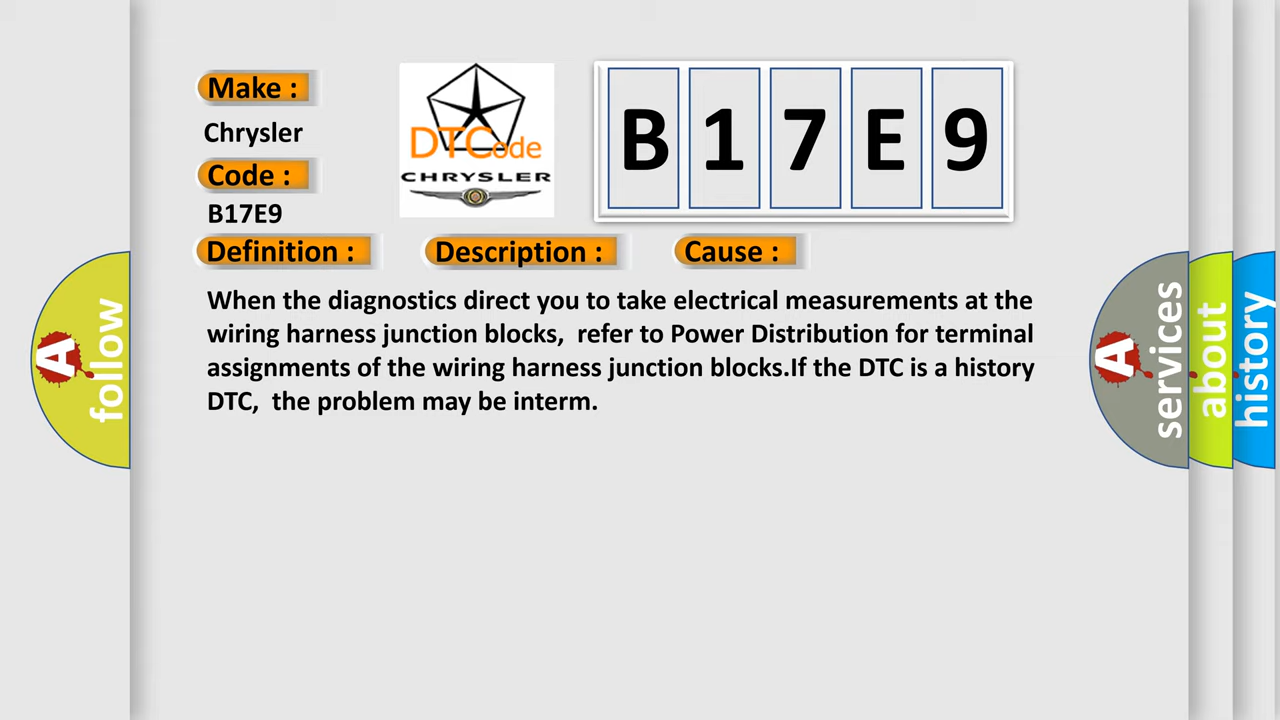 Make :
Chrysler
Code :
B17E9
DTCode
CHRYSLER
B 1 7 E 9
Definition :
Description :
Cause :
When the diagnostics direct you to take electrical measurements at the
wiring harness junction blocks,  refer to Power Distribution for terminal
assignments of the wiring harness junction blocksIf the DTC is a history
DTC,  the problem may be interm.
A
follow
A
services
about
history